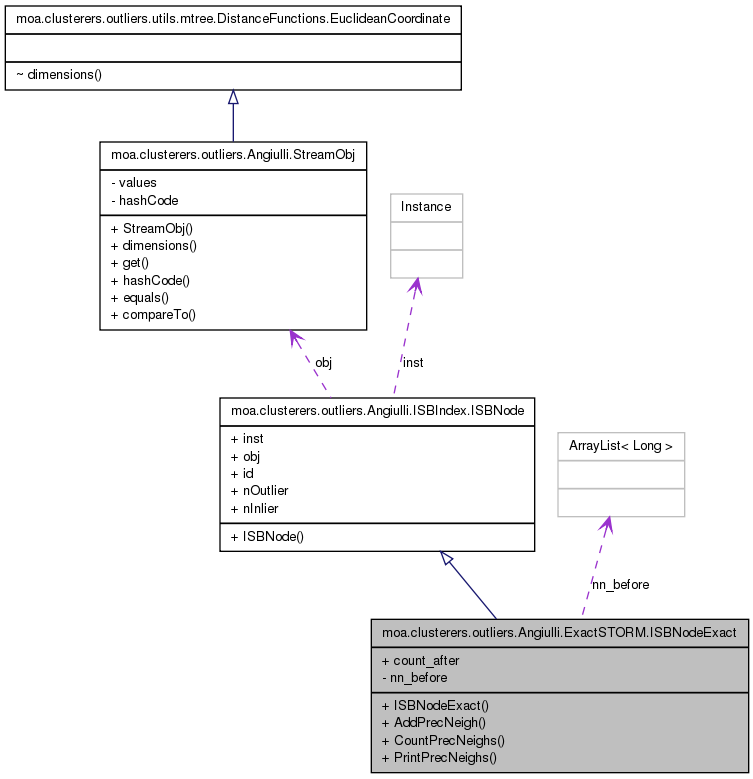 moa.clusterers.outliers.utils.mtree.DistanceFunctions.EuclideanCoordinate
~ dimensions()
moa.clusterers.outliers.Angiulli.StreamObj
- values
- hashCode
+ StreamObj()
+ dimensions()
+ get()
+ hashCode()
+ equals()
+ compareTo()
Instance
obj
inst
moa.clusterers.outliers.Angiulli.ISBIndex.ISBNode
+ inst
+ obj
+ id
+ nOutlier
+ nInlier
+ ISBNode()
ArrayList< Long >
nn_before
moa.clusterers.outliers.Angiulli.ExactSTORM.ISBNodeExact
+ count_after
- nn_before
+ ISBNodeExact()
+ AddPrecNeigh()
+ CountPrecNeighs()
+ PrintPrecNeighs()